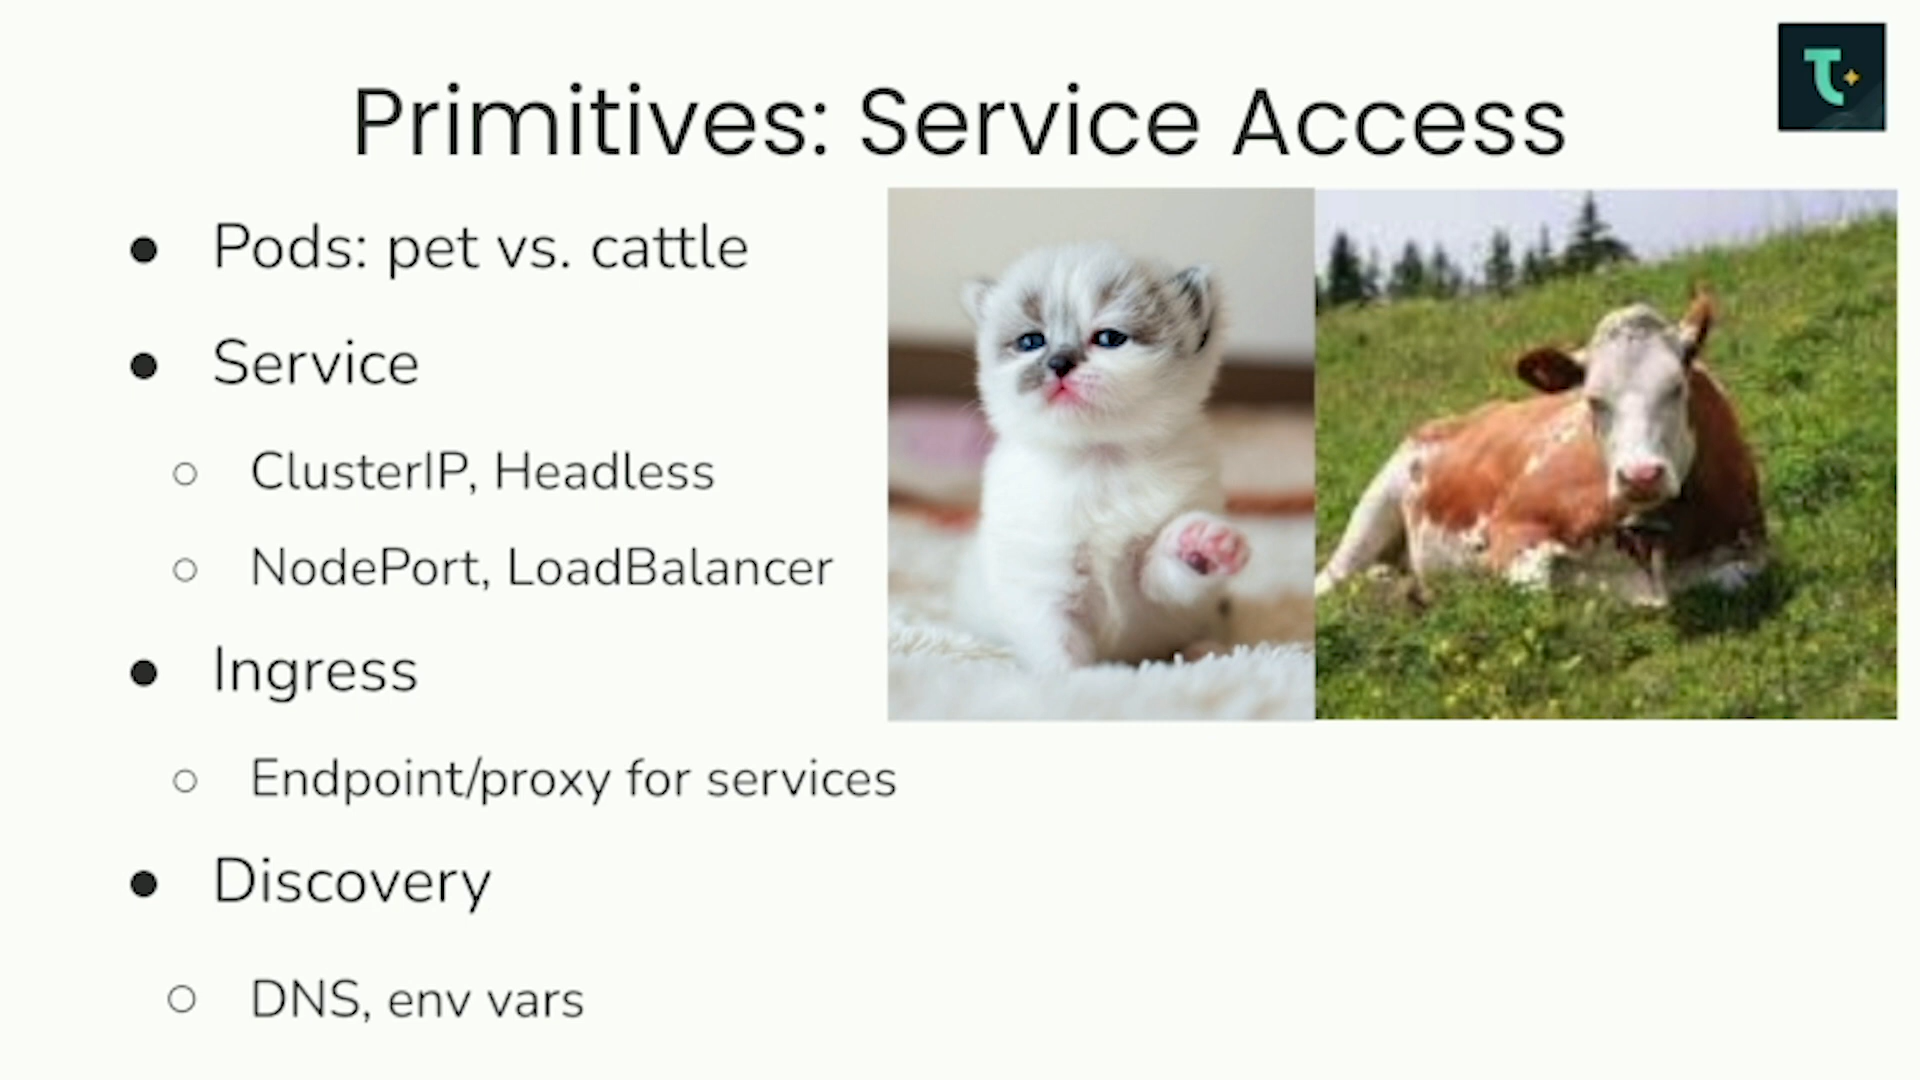 Primitives: Service Access
Pods: pet vs. cattle
Service
ClusterIP, Headless
NodePort, LoadBalancer
Ingress
Endpoint/proxy for services
Discovery
DNS, env vars